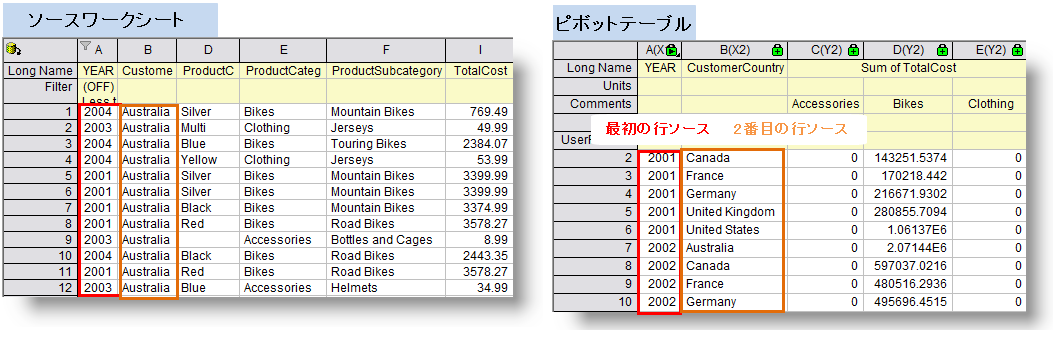 ソースワークシート
A B D E F I
Long Name YEAR Custome ProductC ProductCateg ProductSubcategory TotalCost
Filter (OFF)
1 2004 Australia Silver Bikes Mountain Bikes 769.49
2 2003 Australia Multi Clothing Jerseys 49.99
3 2004 Australia Blue Bikes Touring Bikes 2384.07
4 2004 Australia Yellow Clothing Jerseys 53.99
5 2001 Australia Silver Bikes Mountain Bikes 3399.99
6 2001 Australia Silver Bikes Mountain Bikes 3399.99
7 2001 Australia Black Bikes Mountain Bikes 3374.99
8 2001 Australia Red Bikes Road Bikes 3578.27
9 2003 Australia Accessories Bottles and Cages 8.99
10 2004 Australia Black Bikes Road Bikes 2443.35
11 2001 Australia Red Bikes Road Bikes 3578.27
12 2003 Australia Blue Accessories Helmets 34.99
ピボットテーブル
A(X B(X2) C(Y2) D(Y2) E(Y2)
Long Name YEAR CustomerCountry Sum of TotalCost
Units
Comments Accessories Bikes Clothing
最初の行ソース 2番目の行ソース
2 2001 Canada 0 143251.5374 0
3 2001 France 0 170218.442 0
4 2001 Germany 0 216671.9302 0
5 2001 United Kingdom 0 280855.7094 0
6 2001 United States 0 1.06137E6 0
7 2002 Australia 0 2.07144E6 0
8 2002 Canada 0 597037.0216 0
9 2002 France 0 480516.2936 0
10 2002 Germany 0 495696.4515 0